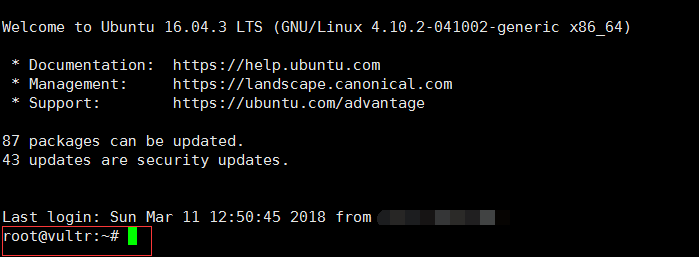 Welcome to Ubuntu 16.04.3 LTS (GNU/Linux 4.10.2-041002-generic x86_64)
* Documentation:  https://help.ubuntu.com
* Management:     https://landscape.canonical.com
* Support:        https://ubuntu.com/advantage
87 packages can be updated.
43 updates are security updates.
Last login: Sun Mar 11 12:50:45 2018 from
root@vultr:~#